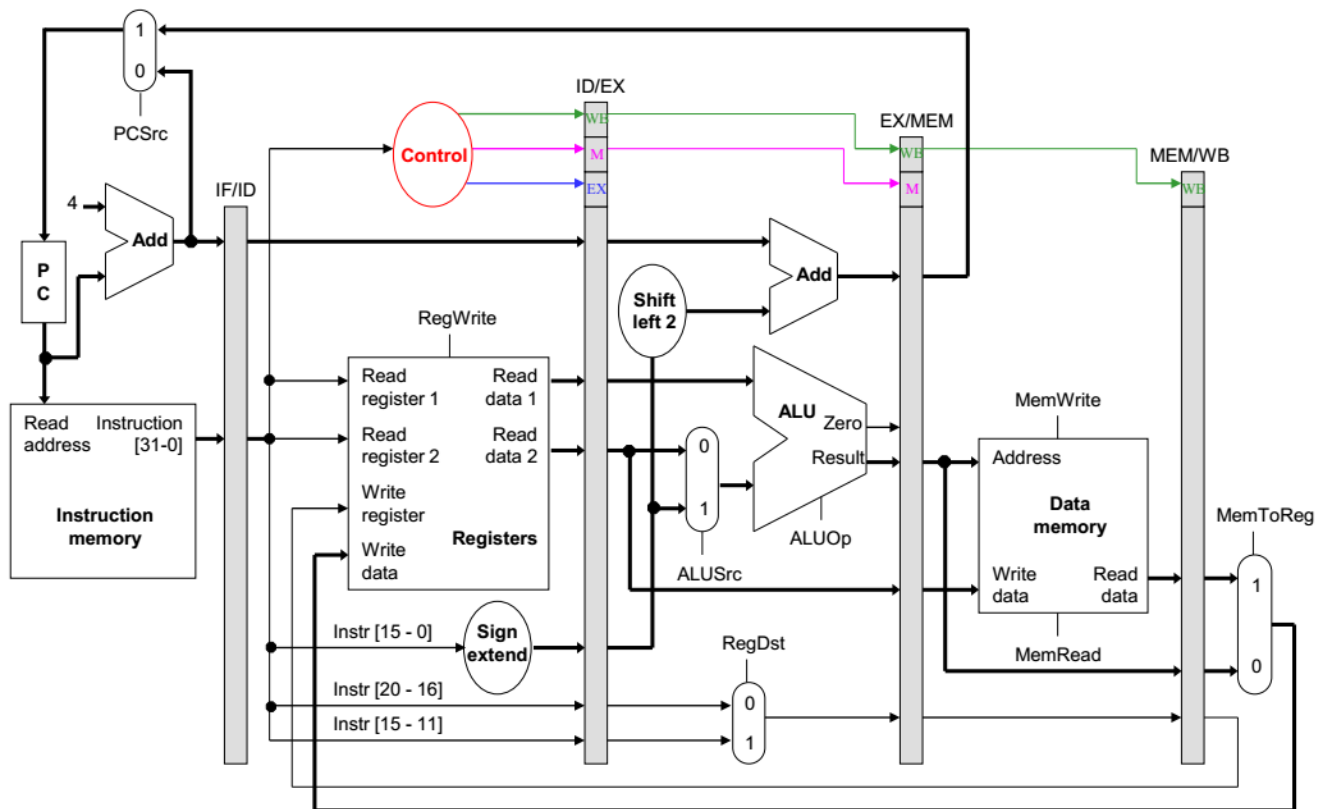 1
0
PCSrc
ID/EX
WB
M
EX
Control
EX/MEM
WB
M
MEM/WB
WB
IF/ID
4
Add
P
C
Add
Shift
left 2
RegWrite
Read
register 1
Read
data 1
Read
register 2
Read
data 2
Write
register
Write
data
Registers
Read
address
Instruction
[31-0]
Instruction
memory
0
1
ALUSrc
ALU
Zero
Result
ALUOp
MemWrite
Address
Data
memory
Write
data
Read
data
MemRead
MemToReg
1
0
Instr [15 - 0]
Sign
extend
RegDst
Instr [20 - 16]
0
Instr [15 - 11]
1